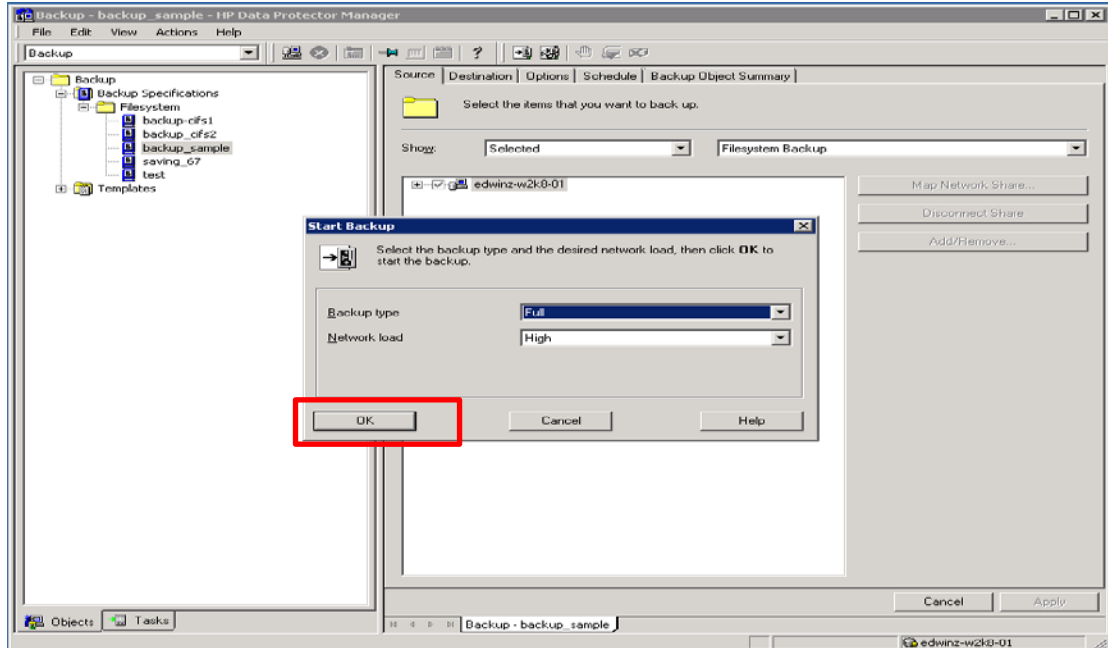 Backup - backup_sample - HP Data Protector Manager
File Edit View Actions Help
Backup
Backup
Backup Specifications
Filesystem
backup-cifs1
backup_cifs2
backup_sample
saving_67
test
Templates
Source Destination Options Schedule Backup Object Summary
Select the items that you want to back up.
Show: Selected Filesystem Backup
edwinz-w2k8-01
Map Network Share...
Disconnect Share
Add/Remove...
Start Backup
Select the backup type and the desired network load, then click OK to
start the backup.
Backup type Full
Network load High
OK Cancel Help
Cancel Apply
Objects Tasks
Backup - backup_sample
edwinz-w2k8-01